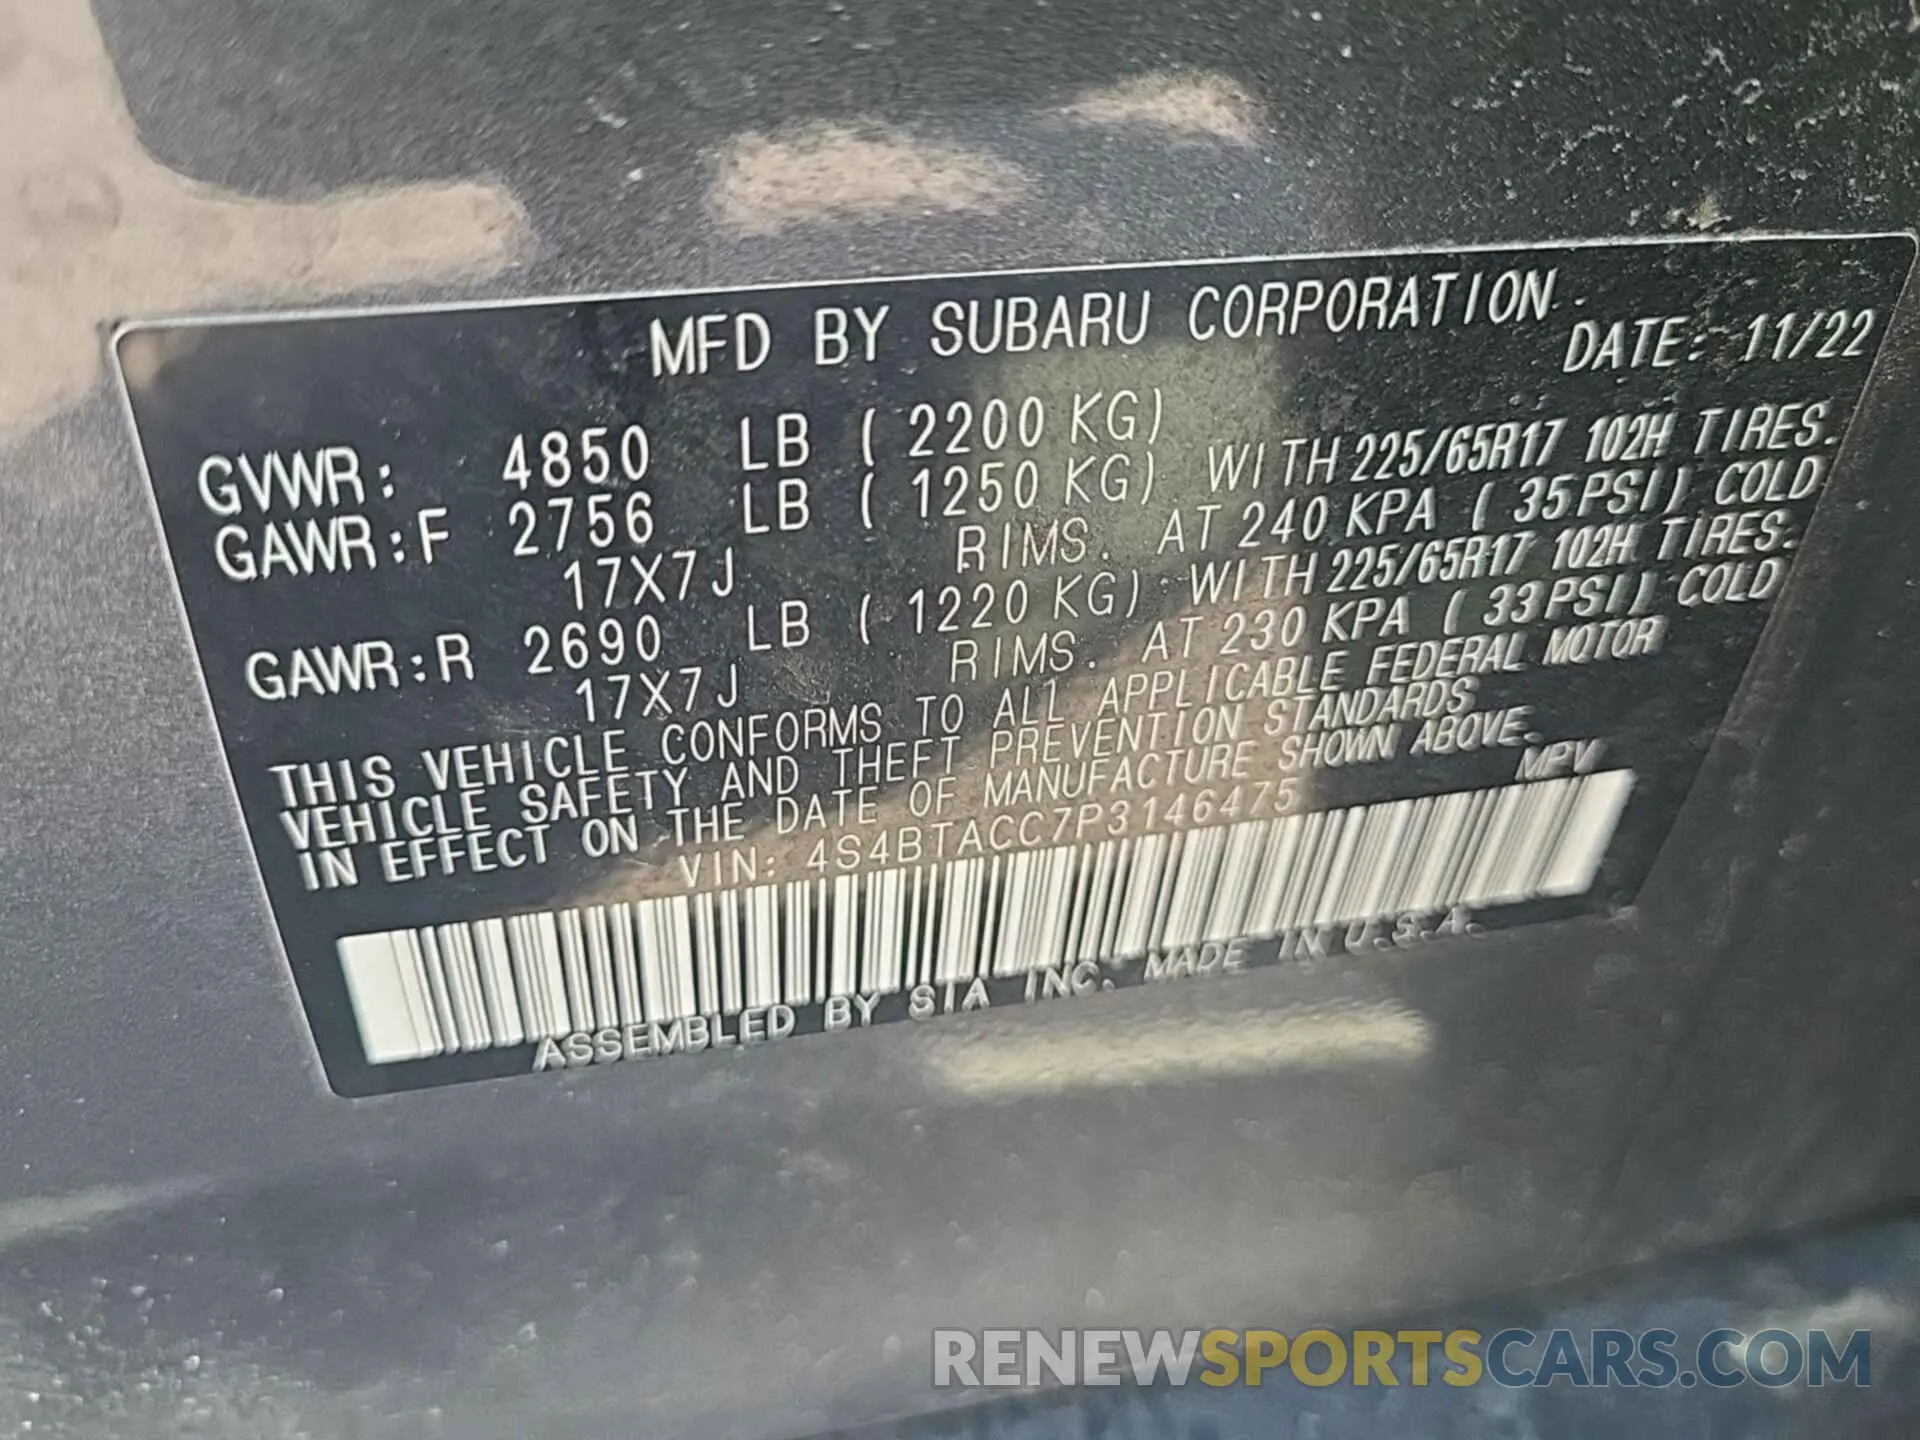 MFD BY SUBARU CORPORATION
DATE: 11/22
GVWR: 4850 LB ( 2200 KG)
GAWR:F 2756 LB ( 1250 KG) WITH 225/65R17 102H TIRES.
17X7J RIMS. AT 240 KPA ( 35PSI) COLD
GAWR:R 2690 LB ( 1220 KG) WITH 225/65R17 102H TIRES.
17X7J RIMS. AT 230 KPA ( 33PSI) COLD
THIS VEHICLE CONFORMS TO ALL APPLICABLE FEDERAL MOTOR
VEHICLE SAFETY AND THEFT PREVENTION STANDARDS
IN EFFECT ON THE DATE OF MANUFACTURE SHOWN ABOVE.
VIN: 4S4BTACC7P3146475 MPV
ASSEMBLED BY SIA INC. MADE IN U.S.A.
RENEWSPORTSCARS.COM